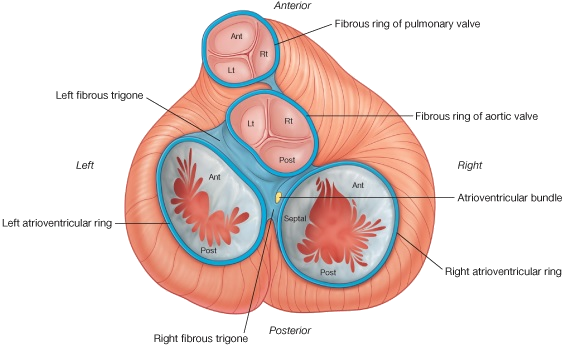 Anterior
Fibrous ring of pulmonary valve
Ant
Rt
Lt
Left fibrous trigone
Fibrous ring of aortic valve
Lt
Rt
Post
Left
Right
Ant
Ant
Atrioventricular bundle
Septal
Left atrioventricular ring
Post
Post
Right atrioventricular ring
Posterior
Right fibrous trigone